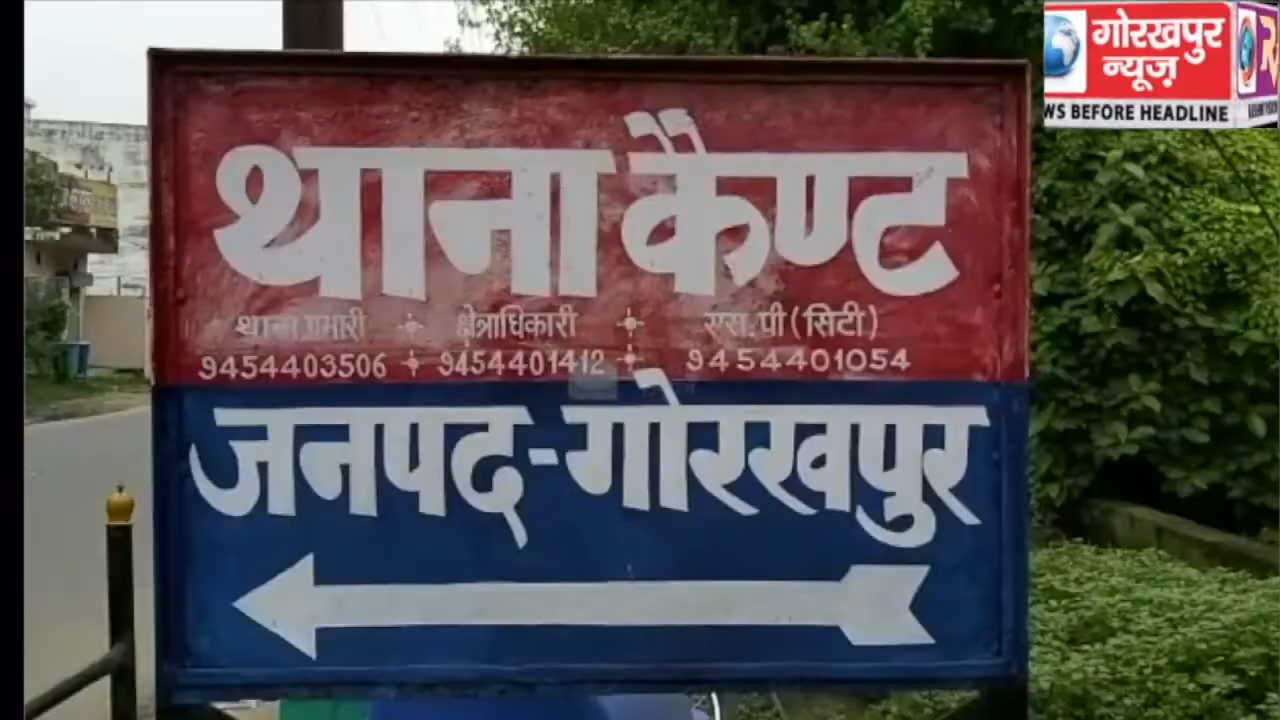 थाना कैण्ट
थाना प्रभारी क्षेत्राधिकारी एस.पी (सिटी)
9454403506 9454401412 9454401054
जनपद-गोरखपुर
गोरखपुर
न्यूज़
WS BEFORE HEADLINE